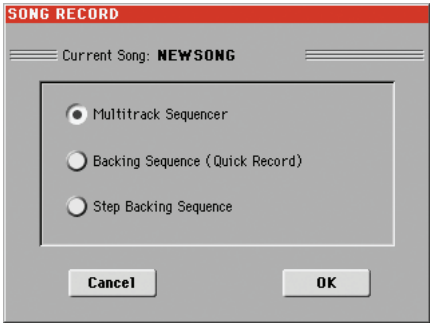 SONG RECORD
Current Song: NEWSONG
Multitrack Sequencer
Backing Sequence (Quick Record)
Step Backing Sequence
Cancel OK